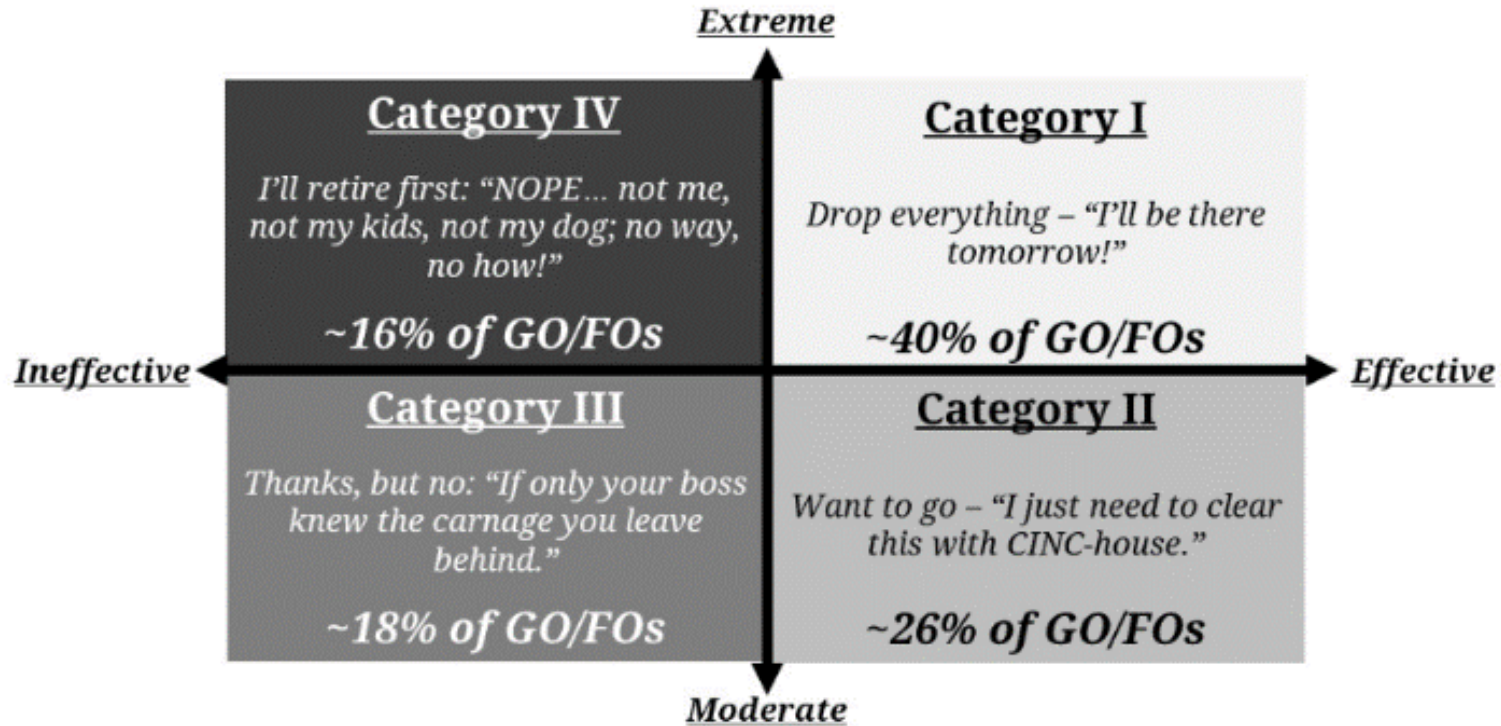 Extreme
Category IV
I’ll retire first: “NOPE… not me,
not my kids, not my dog; no way,
no how!”
~16% of GO/FOs
Category I
Drop everything – “I’ll be there
tomorrow!”
~40% of GO/FOs
Ineffective
Effective
Category III
Thanks, but no: “If only your boss
knew the carnage you leave
behind.”
~18% of GO/FOs
Category II
Want to go – “I just need to clear
this with CINC-house.”
~26% of GO/FOs
Moderate